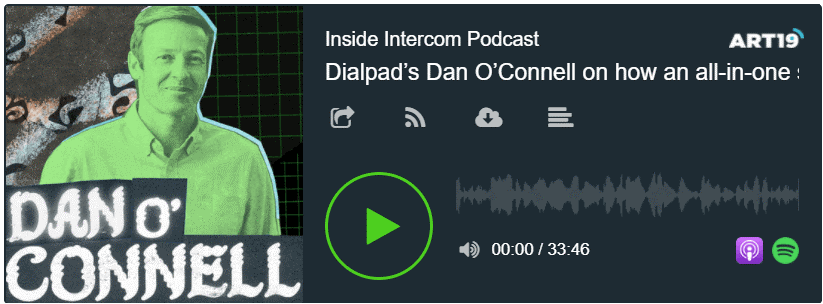 DAN O'
CONNELL
Inside Intercom Podcast
ART19
Dialpad’s Dan O’Connell on how an all-in-one
00:00 / 33:46